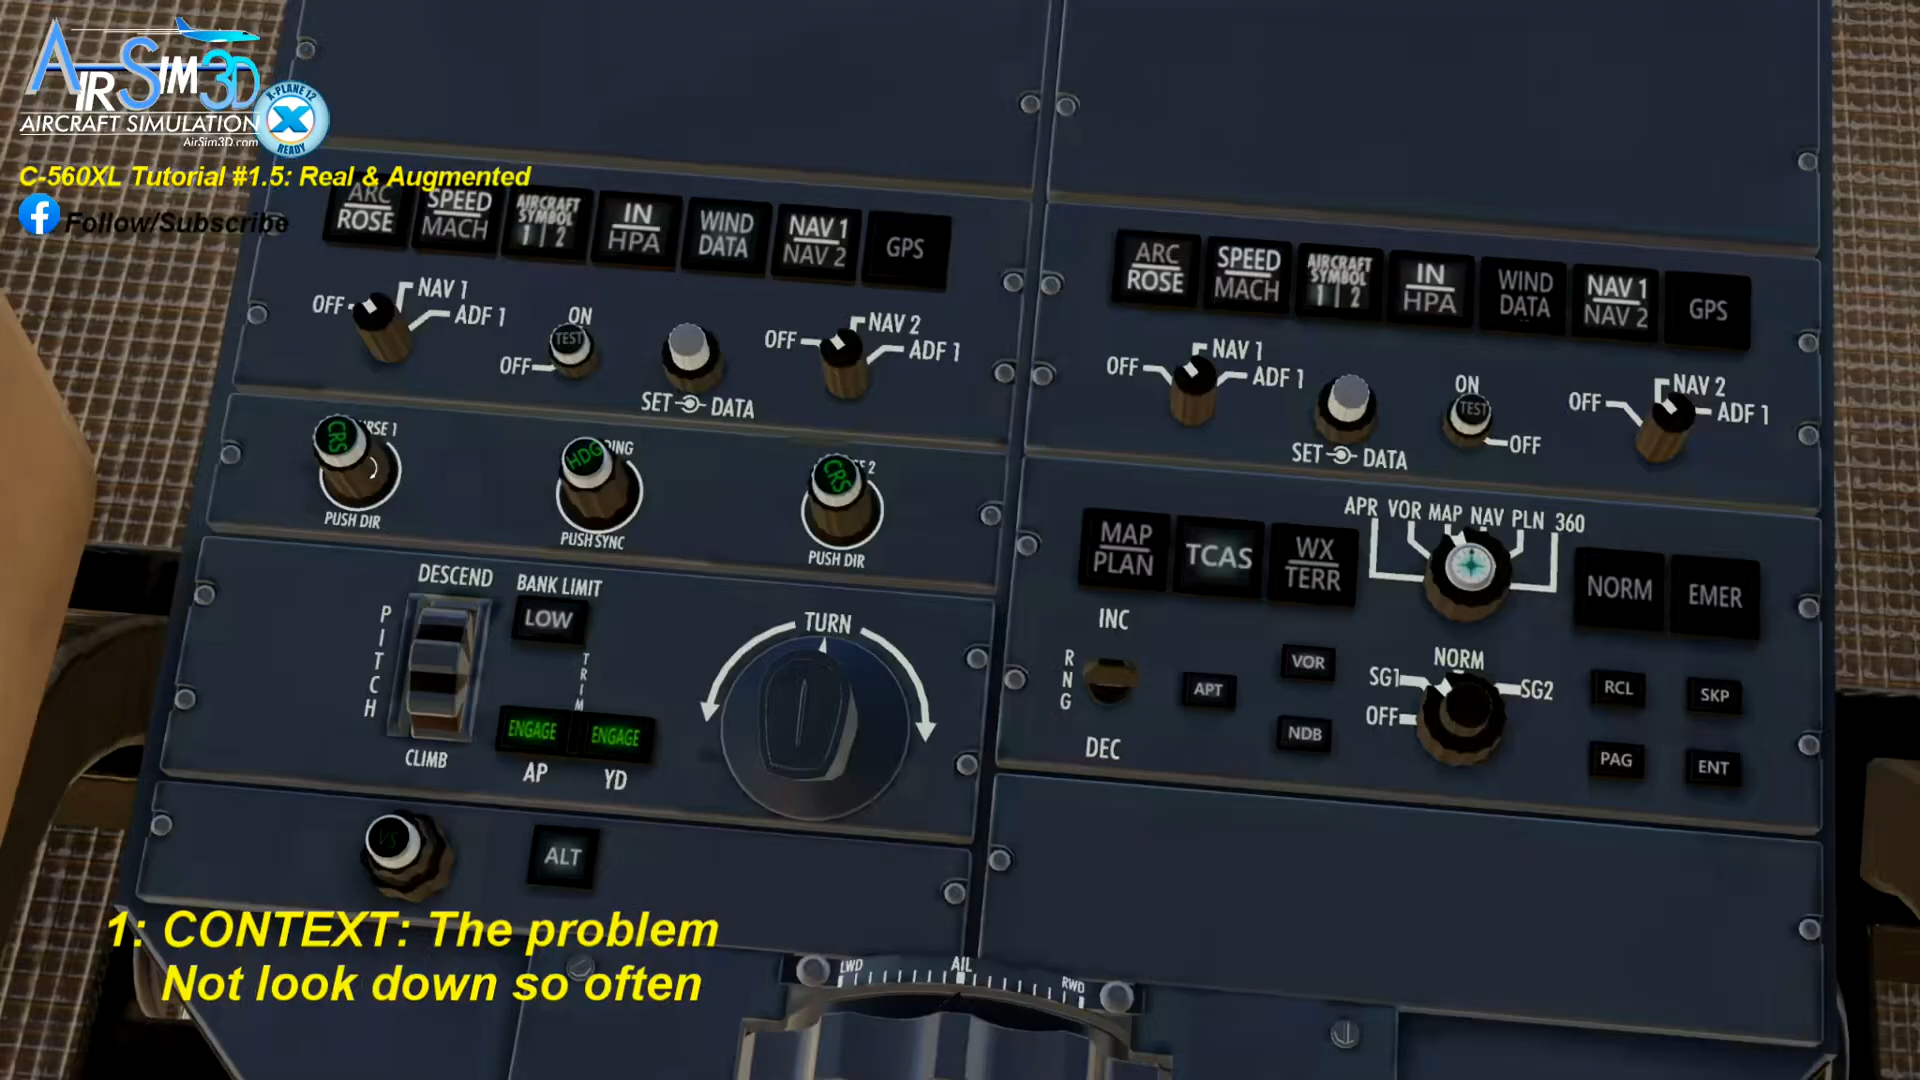 AIRSIM3D
AIRCRAFT SIMULATION
AirSim3D.com
X-PLANE 12
X
READY
C-560XL Tutorial #1.5: Real & Augmented
Follow/Subscribe
ARC
ROSE
SPEED
MACH
AIRCRAFT
SYMBOL
1 | 2
IN
HPA
WIND
DATA
NAV 1
NAV 2
GPS
OFF
NAV 1
ADF 1
ON
TEST
OFF
SET
DATA
OFF
NAV 2
ADF 1
CRS
PUSH DIR
HDG
PUSH SYNC
CRS
PUSH DIR
DESCEND
PITCH
CLIMB
BANK LIMIT
LOW
TRIM
ENGAGE
ENGAGE
AP
YD
TURN
VS
ALT
ARC
ROSE
SPEED
MACH
AIRCRAFT
SYMBOL
1 | 2
IN
HPA
WIND
DATA
NAV 1
NAV 2
GPS
OFF
NAV 1
ADF 1
SET
DATA
ON
TEST
OFF
OFF
NAV 2
ADF 1
MAP
PLAN
TCAS
WX
TERR
APR VOR MAP NAV PLN 360
NORM
EMER
INC
RNG
DEC
APT
VOR
NDB
NORM
SG1
SG2
OFF
RCL
SKP
PAG
ENT
1: CONTEXT: The problem
Not look down so often
LWD
AIL
RWD